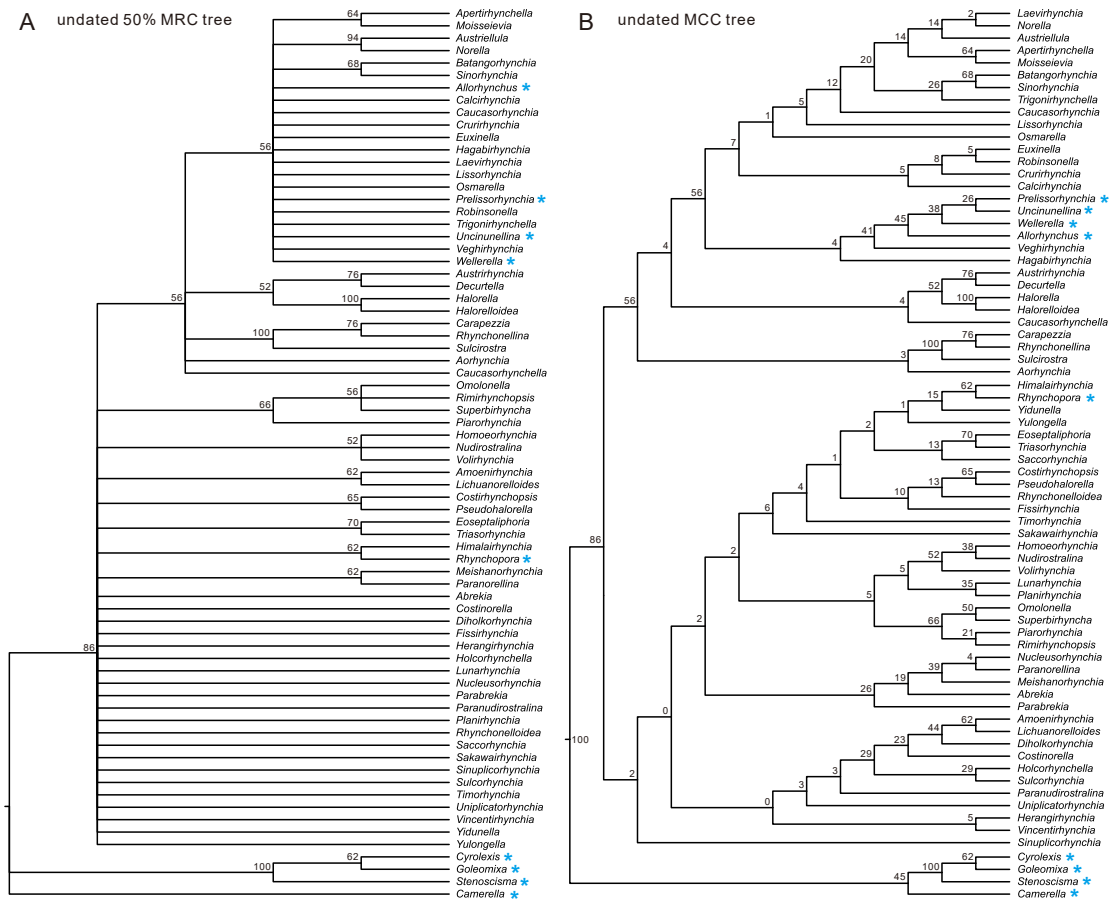 A undated 50% MRC tree
64
94
68
56
76
52
100
76
100
56
56
66
52
62
65
70
62
62
86
62
100
Apertirhynchella
Moisseievia
Austriellula
Norella
Batangorhynchia
Sinorhynchia
Allorhynchus *
Calcirhynchia
Caucasorhynchia
Crurirhynchia
Euxinella
Hagabirhynchia
Laevirhynchia
Lissorhynchia
Osmarella
Prelissorhynchia *
Robinsonella
Trigonirhynchella
Uncinunellina *
Veghirhynchia
Wellerella *
Austrirhynchia
Decurtella
Halorella
Halorelloidea
Carapezzia
Rhynchonellina
Sulcirostra
Aorhynchia
Caucasorhynchella
Omolonella
Rimirhynchopsis
Superbirhyncha
Piarorhynchia
Homoeorhynchia
Nudirostralina
Volirhynchia
Amoenirhynchia
Lichuanorelloides
Costirhynchopsis
Pseudohalorella
Eoseptaliphoria
Triasorhynchia
Himalairhynchia
Rhynchopora *
Meishanorhynchia
Paranorellina
Abrekia
Costinorella
Diholkorhynchia
Fissirhynchia
Herangirhynchia
Holcorhynchella
Lunarhynchia
Nucleusorhynchia
Parabrekia
Paranudirostralina
Planirhynchia
Rhynchonelloidea
Saccorhynchia
Sakawairhynchia
Sinuplicorhynchia
Sulcorhynchia
Timorhynchia
Uniplicatorhynchia
Vincentirhynchia
Yidunella
Yulongella
Cyrolexis *
Goleomixa *
Stenoscisma *
Camerella *
B undated MCC tree
2
14
14
64
20
68
26
12
5
1
7
5
8
5
56
26
38
45
41
4
4
76
52
100
4
56
76
100
3
86
62
15
1
2
70
13
1
65
13
10
4
6
2
38
52
5
35
5
50
66
21
2
4
39
19
26
0
62
44
23
29
29
3
3
0
5
2
100
62
100
45
Laevirhynchia
Norella
Austriellula
Apertirhynchella
Moisseievia
Batangorhynchia
Sinorhynchia
Trigonirhynchella
Caucasorhynchia
Lissorhynchia
Osmarella
Euxinella
Robinsonella
Crurirhynchia
Calcirhynchia
Prelissorhynchia *
Uncinunellina *
Wellerella *
Allorhynchus *
Veghirhynchia
Hagabirhynchia
Austrirhynchia
Decurtella
Halorella
Halorelloidea
Caucasorhynchella
Carapezzia
Rhynchonellina
Sulcirostra
Aorhynchia
Himalairhynchia
Rhynchopora *
Yidunella
Yulongella
Eoseptaliphoria
Triasorhynchia
Saccorhynchia
Costirhynchopsis
Pseudohalorella
Rhynchonelloidea
Fissirhynchia
Timorhynchia
Sakawairhynchia
Homoeorhynchia
Nudirostralina
Volirhynchia
Lunarhynchia
Planirhynchia
Omolonella
Superbirhyncha
Piarorhynchia
Rimirhynchopsis
Nucleusorhynchia
Paranorellina
Meishanorhynchia
Abrekia
Parabrekia
Amoenirhynchia
Lichuanorelloides
Diholkorhynchia
Costinorella
Holcorhynchella
Sulcorhynchia
Paranudirostralina
Uniplicatorhynchia
Herangirhynchia
Vincentirhynchia
Sinuplicorhynchia
Cyrolexis *
Goleomixa *
Stenoscisma *
Camerella *